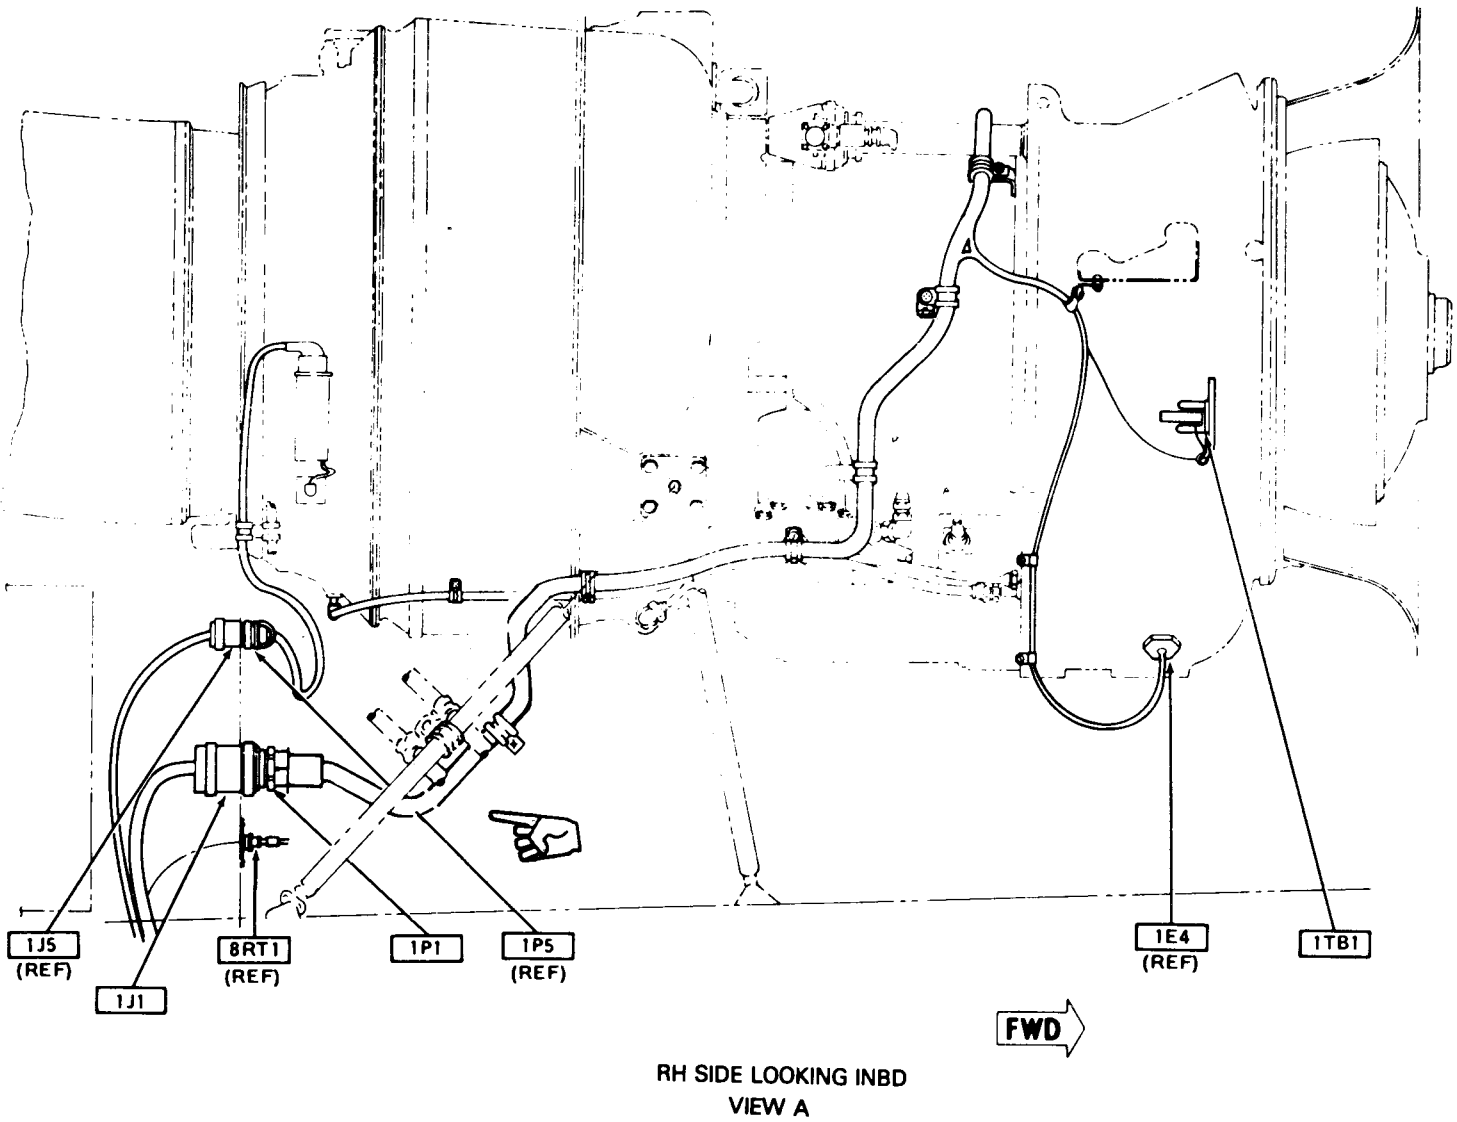 1J5
(REF)
1J1
8RT1
(REF)
1P1
1P5
(REF)
1E4
(REF)
1TB1
FWD
RH SIDE LOOKING INBD
VIEW A